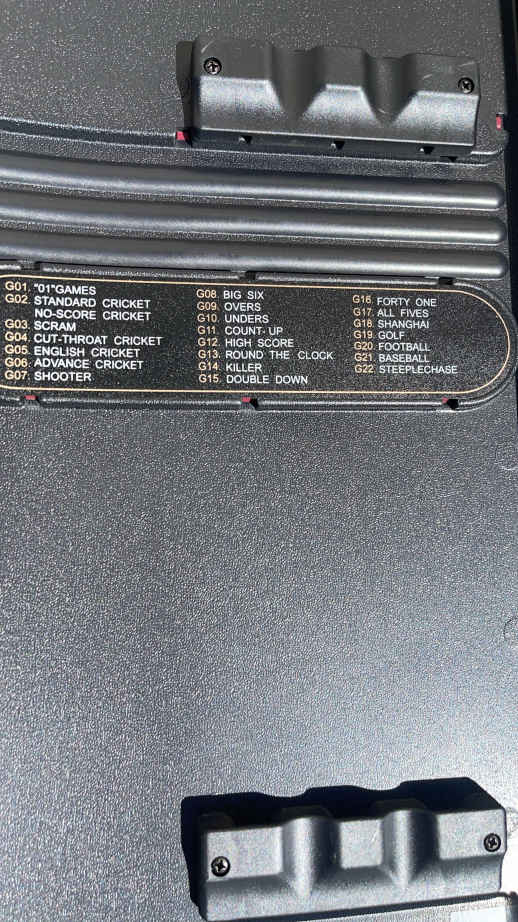 G01. "01"GAMES
G02. STANDARD CRICKET
NO-SCORE CRICKET
G03. SCRAM
G04. CUT-THROAT CRICKET
G05. ENGLISH CRICKET
G06. ADVANCE CRICKET
G07. SHOOTER
G08. BIG SIX
G09. OVERS
G10. UNDERS
G11. COUNT-UP
G12. HIGH SCORE
G13. ROUND THE CLOCK
G14. KILLER
G15. DOUBLE DOWN
G16. FORTY ONE
G17. ALL FIVES
G18. SHANGHAI
G19. GOLF
G20. FOOTBALL
G21. BASEBALL
G22 STEEPLECHASE